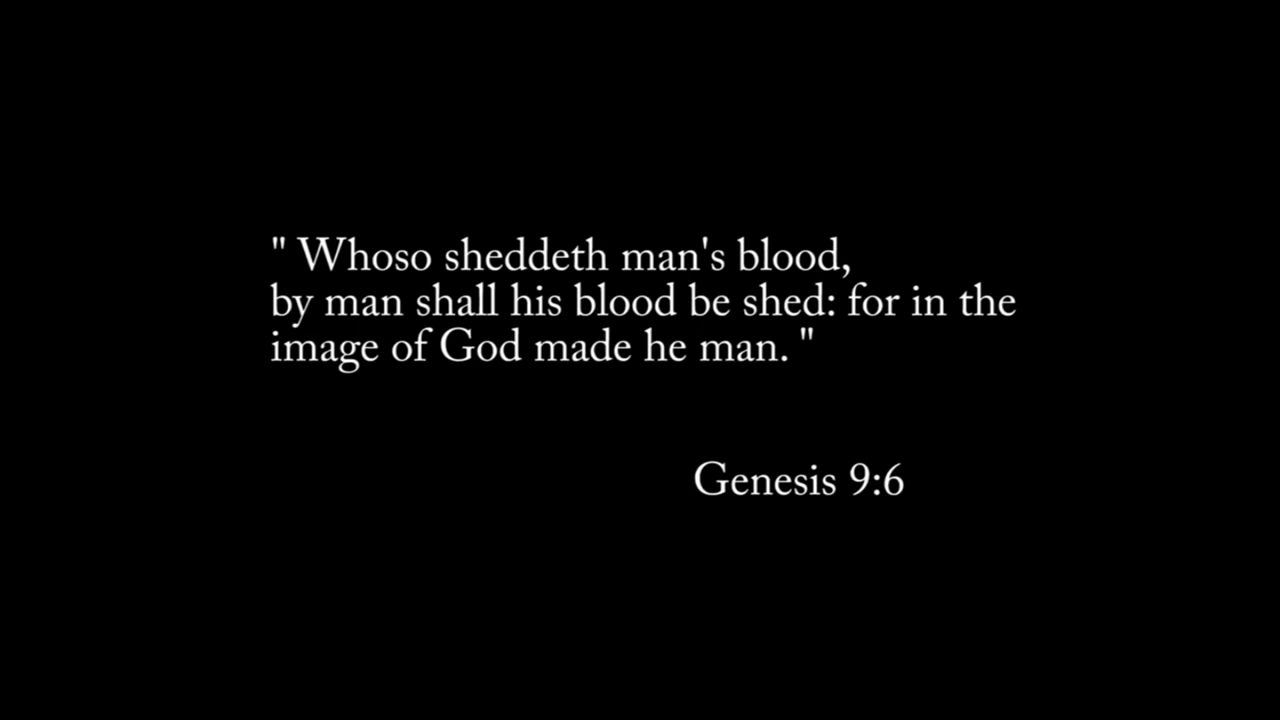 " Whoso sheddeth man's blood,
by man shall his blood be shed: for in the
image of God made he man. "
Genesis 9:6